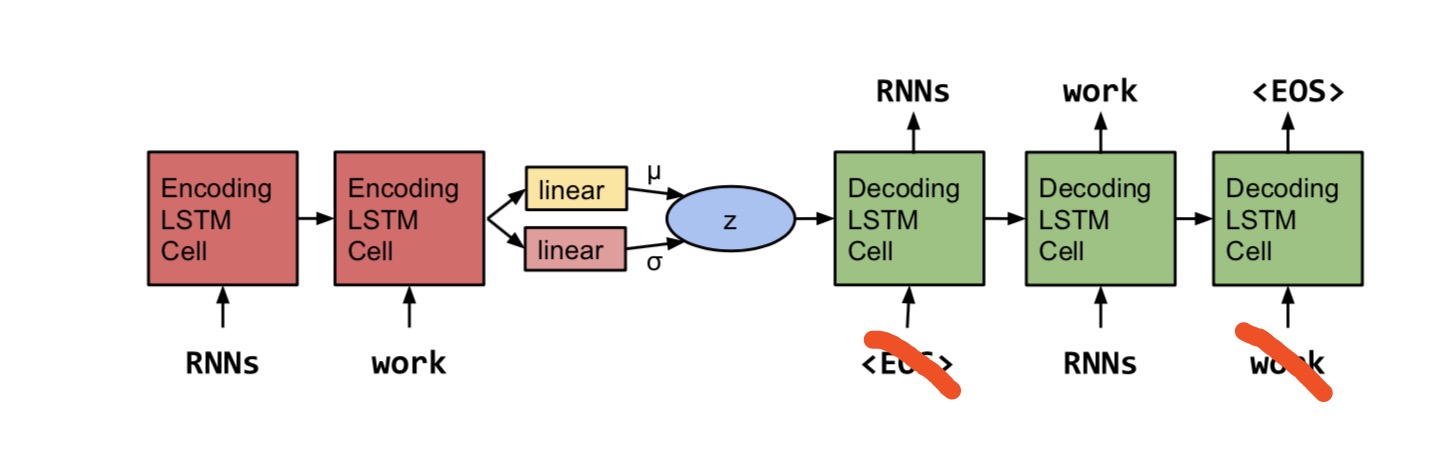 RNNs work <EOS>
Encoding
LSTM
Cell
Encoding
LSTM
Cell
linear
μ
linear
σ
z
Decoding
LSTM
Cell
Decoding
LSTM
Cell
Decoding
LSTM
Cell
RNNs work <EOS> RNNs work